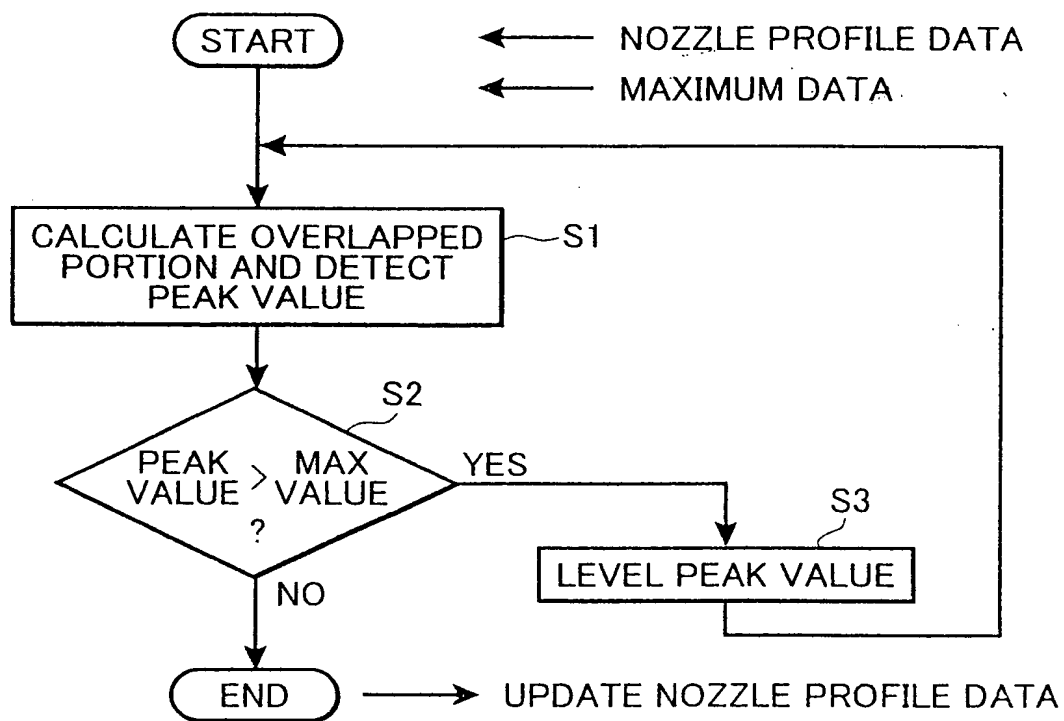 START
NOZZLE PROFILE DATA
MAXIMUM DATA
CALCULATE OVERLAPPED
PORTION AND DETECT
PEAK VALUE
S1
S2
PEAK > MAX
VALUE VALUE
?
YES
NO
S3
LEVEL PEAK VALUE
END
UPDATE NOZZLE PROFILE DATA